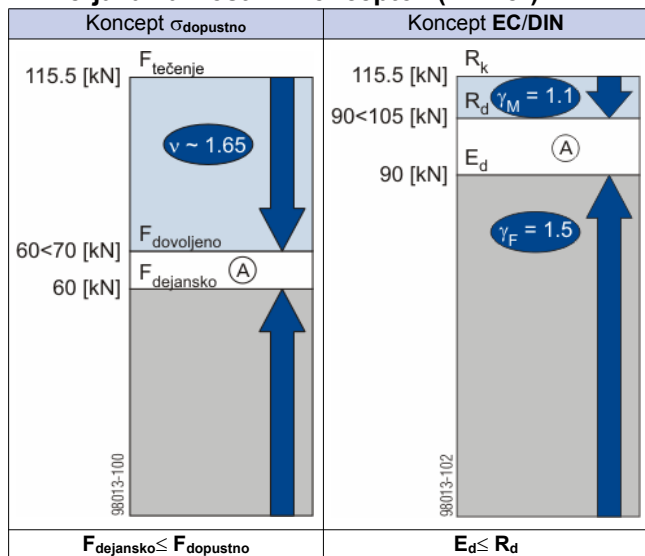 Koncept σdopustno
Koncept EC/DIN
Ftečenje
115.5 [kN]
ν ~ 1.65
Fdovoljeno
60<70 [kN]
Fdejansko A
60 [kN]
98013-100
Rk
115.5 [kN]
Rd γM = 1.1
90<105 [kN]
A
Ed
90 [kN]
γF = 1.5
98013-102
Fdejansko≤ Fdopustno
Ed≤ Rd